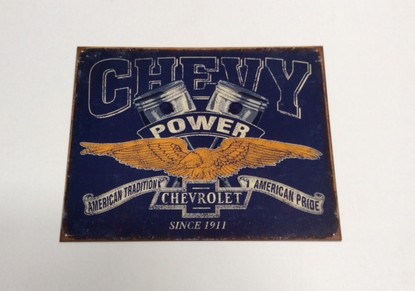 CHEVY
POWER
AMERICAN TRADITION
AMERICAN PRIDE
CHEVROLET
SINCE 1911